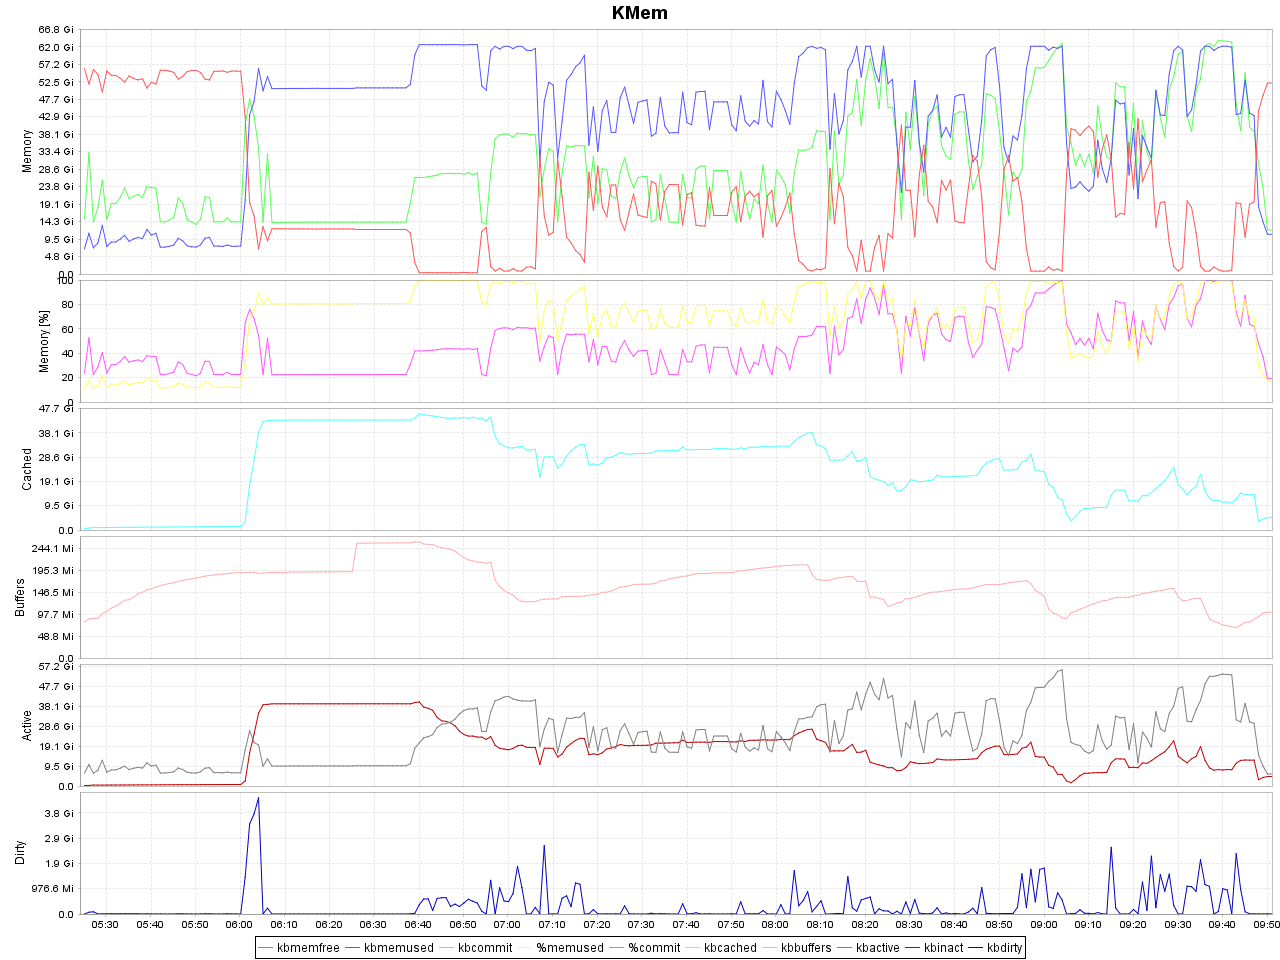 KMem
66.8 Gi
62.0 Gi
57.2 Gi
52.5 Gi
47.7 Gi
42.9 Gi
38.1 Gi
33.4 Gi
28.6 Gi
23.8 Gi
19.1 Gi
14.3 Gi
9.5 Gi
4.8 Gi
0.0
Memory
100
80
60
40
20
0
Memory [%]
47.7 Gi
38.1 Gi
28.6 Gi
19.1 Gi
9.5 Gi
0.0
Cached
244.1 Mi
195.3 Mi
146.5 Mi
97.7 Mi
48.8 Mi
0.0
Buffers
57.2 Gi
47.7 Gi
38.1 Gi
28.6 Gi
19.1 Gi
9.5 Gi
0.0
Active
3.8 Gi
2.9 Gi
1.9 Gi
976.6 Mi
0.0
Dirty
05:30 05:40 05:50 06:00 06:10 06:20 06:30 06:40 06:50 07:00 07:10 07:20 07:30 07:40 07:50 08:00 08:10 08:20 08:30 08:40 08:50 09:00 09:10 09:20 09:30 09:40 09:50
kbmemfree kbmemused kbcommit %memused %commit kbcached kbbuffers kbactive kbinact kbdirty